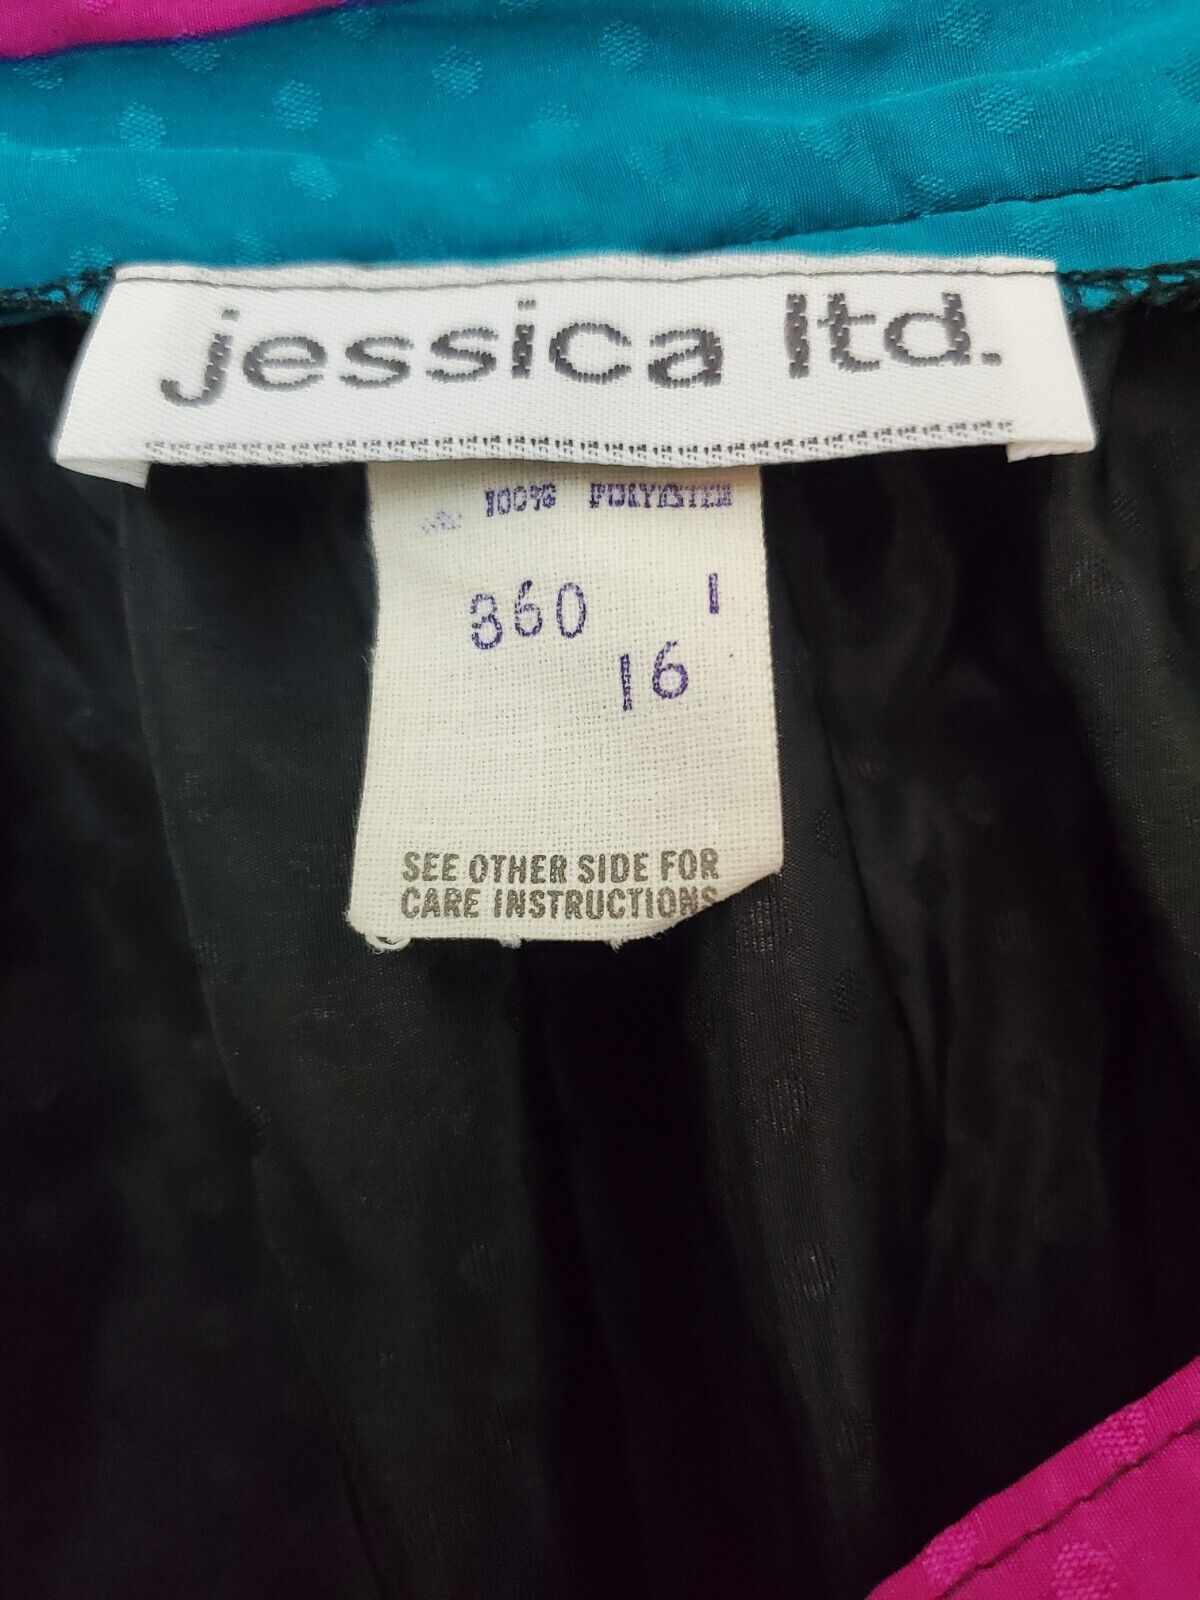 jessica ltd.
100% POLYESTER
360 1
16
SEE OTHER SIDE FOR
CARE INSTRUCTIONS